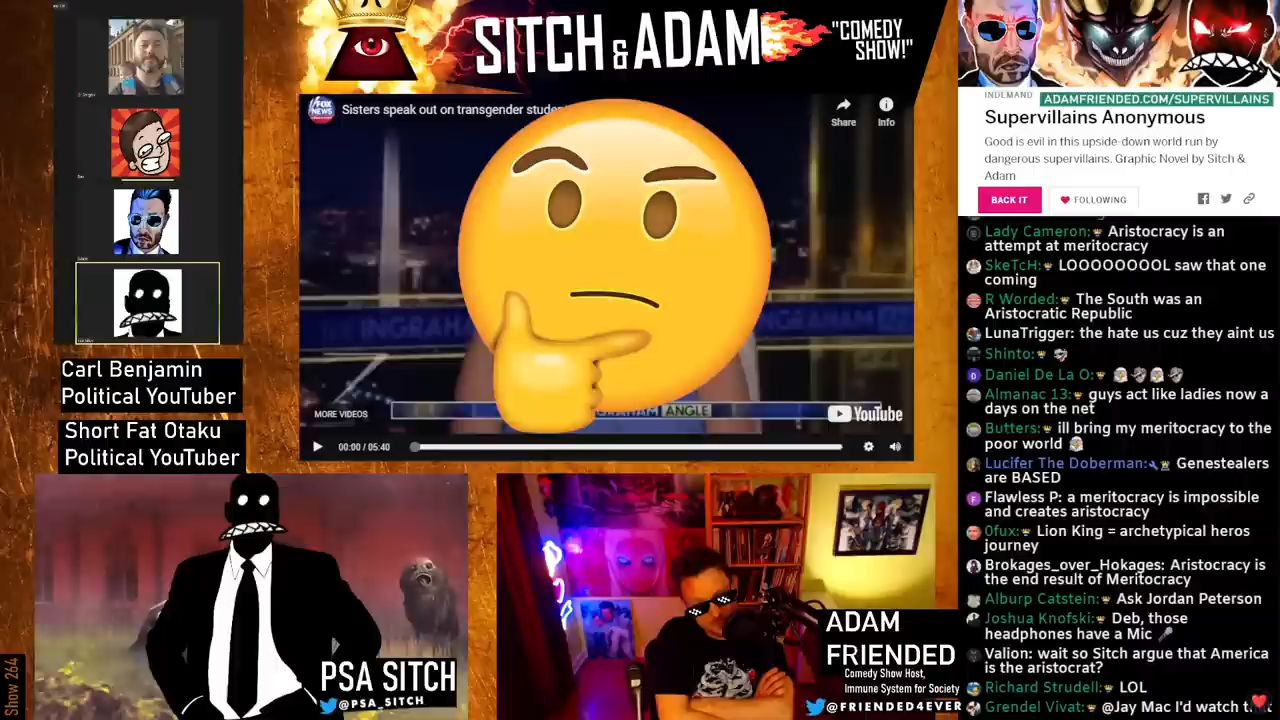 SITCH & ADAM
"COMEDY
SHOW!"
FOX
NEWS
Sisters speak out on transgender stude
Share
Info
INGRAHA
INGRAHAM
MORE VIDEOS
ANGLE
YouTube
00:00 / 05:40
Carl Benjamin
Political YouTuber
Short Fat Otaku
Political YouTuber
Show 264
PSA SITCH
@PSA_SITCH
ADAM
FRIENDED
Comedy Show Host,
Immune System for Society
@FRIENDED4EVER
INDEMAND
ADAMFRIENDED.COM/SUPERVILLAINS
Supervillains Anonymous
Good is evil in this upside-down world run by
dangerous supervillains. Graphic Novel by Sitch &
Adam
BACK IT
FOLLOWING
Lady Cameron: Aristocracy is an
attempt at meritocracy
SkeTcH: LOOOOOOOOL saw that one
coming
R Worded: The South was an
Aristocratic Republic
LunaTrigger: the hate us cuz they aint us
Shinto:
Daniel De La O:
Almanac 13: guys act like ladies now a
days on the net
Butters: ill bring my meritocracy to the
poor world
Lucifer The Doberman: Genestealers
are BASED
Flawless P: a meritocracy is impossible
and creates aristocracy
0fux: Lion King = archetypical heros
journey
Brokages_over_Hokages: Aristocracy is
the end result of Meritocracy
Alburp Catstein: Ask Jordan Peterson
Joshua Knofski: Deb, those
headphones have a Mic
Valion: wait so Sitch argue that America
is the aristocrat?
Richard Strudell: LOL
Grendel Vivat: @Jay Mac I'd watch